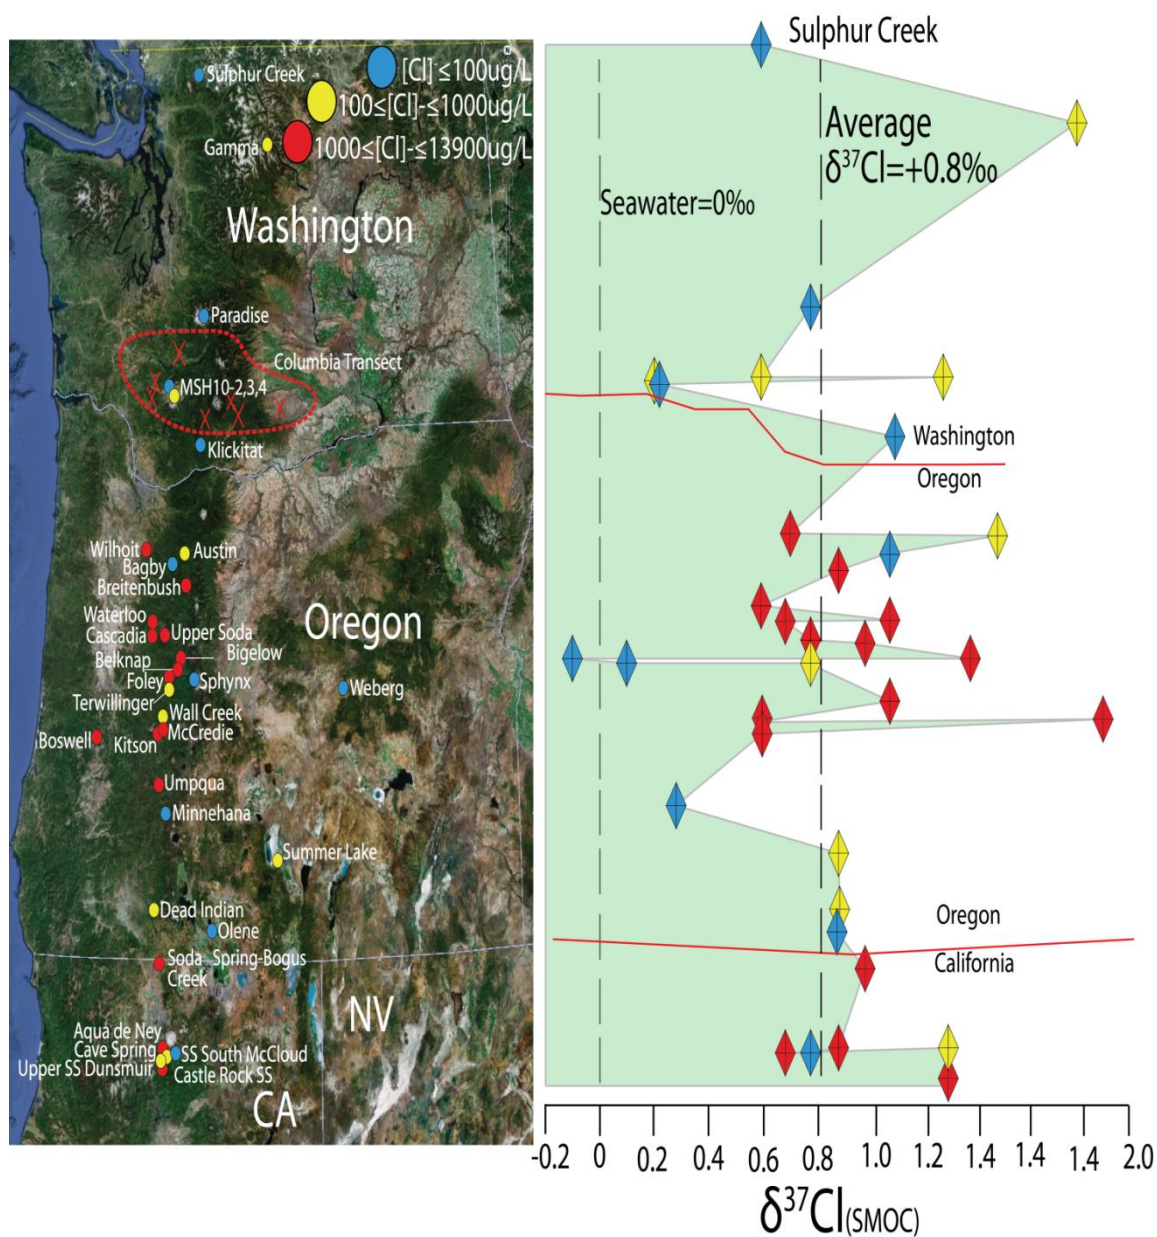 Sulphur Creek
[Cl]⁻≤100ug/L
100≤[Cl]-≤1000ug/L
Gamma
1000≤[Cl]-≤13900ug/L
Washington
Paradise
Columbia Transect
MSH10-2,3,4
Klickitat
Wilhoit
Austin
Bagby
Breitenbush
Waterloo
Cascadia
Upper Soda
Oregon
Belknap
Bigelow
Foley
Sphynx
Weberg
Terwillinger
Wall Creek
Boswell
McCredie
Kitson
Umpqua
Minnehana
Summer Lake
Dead Indian
Olene
Soda Spring-Bogus
Creek
NV
Aqua de Ney
Cave Spring
SS South McCloud
Upper SS Dunsmuir
Castle Rock SS
CA
Sulphur Creek
Average
δ³⁷Cl=+0.8‰
Seawater=0‰
Washington
Oregon
Oregon
California
-0.2 0 0.2 0.4 0.6 0.8 1.0 1.2 1.4 1.4 2.0
δ³⁷Cl(SMOC)